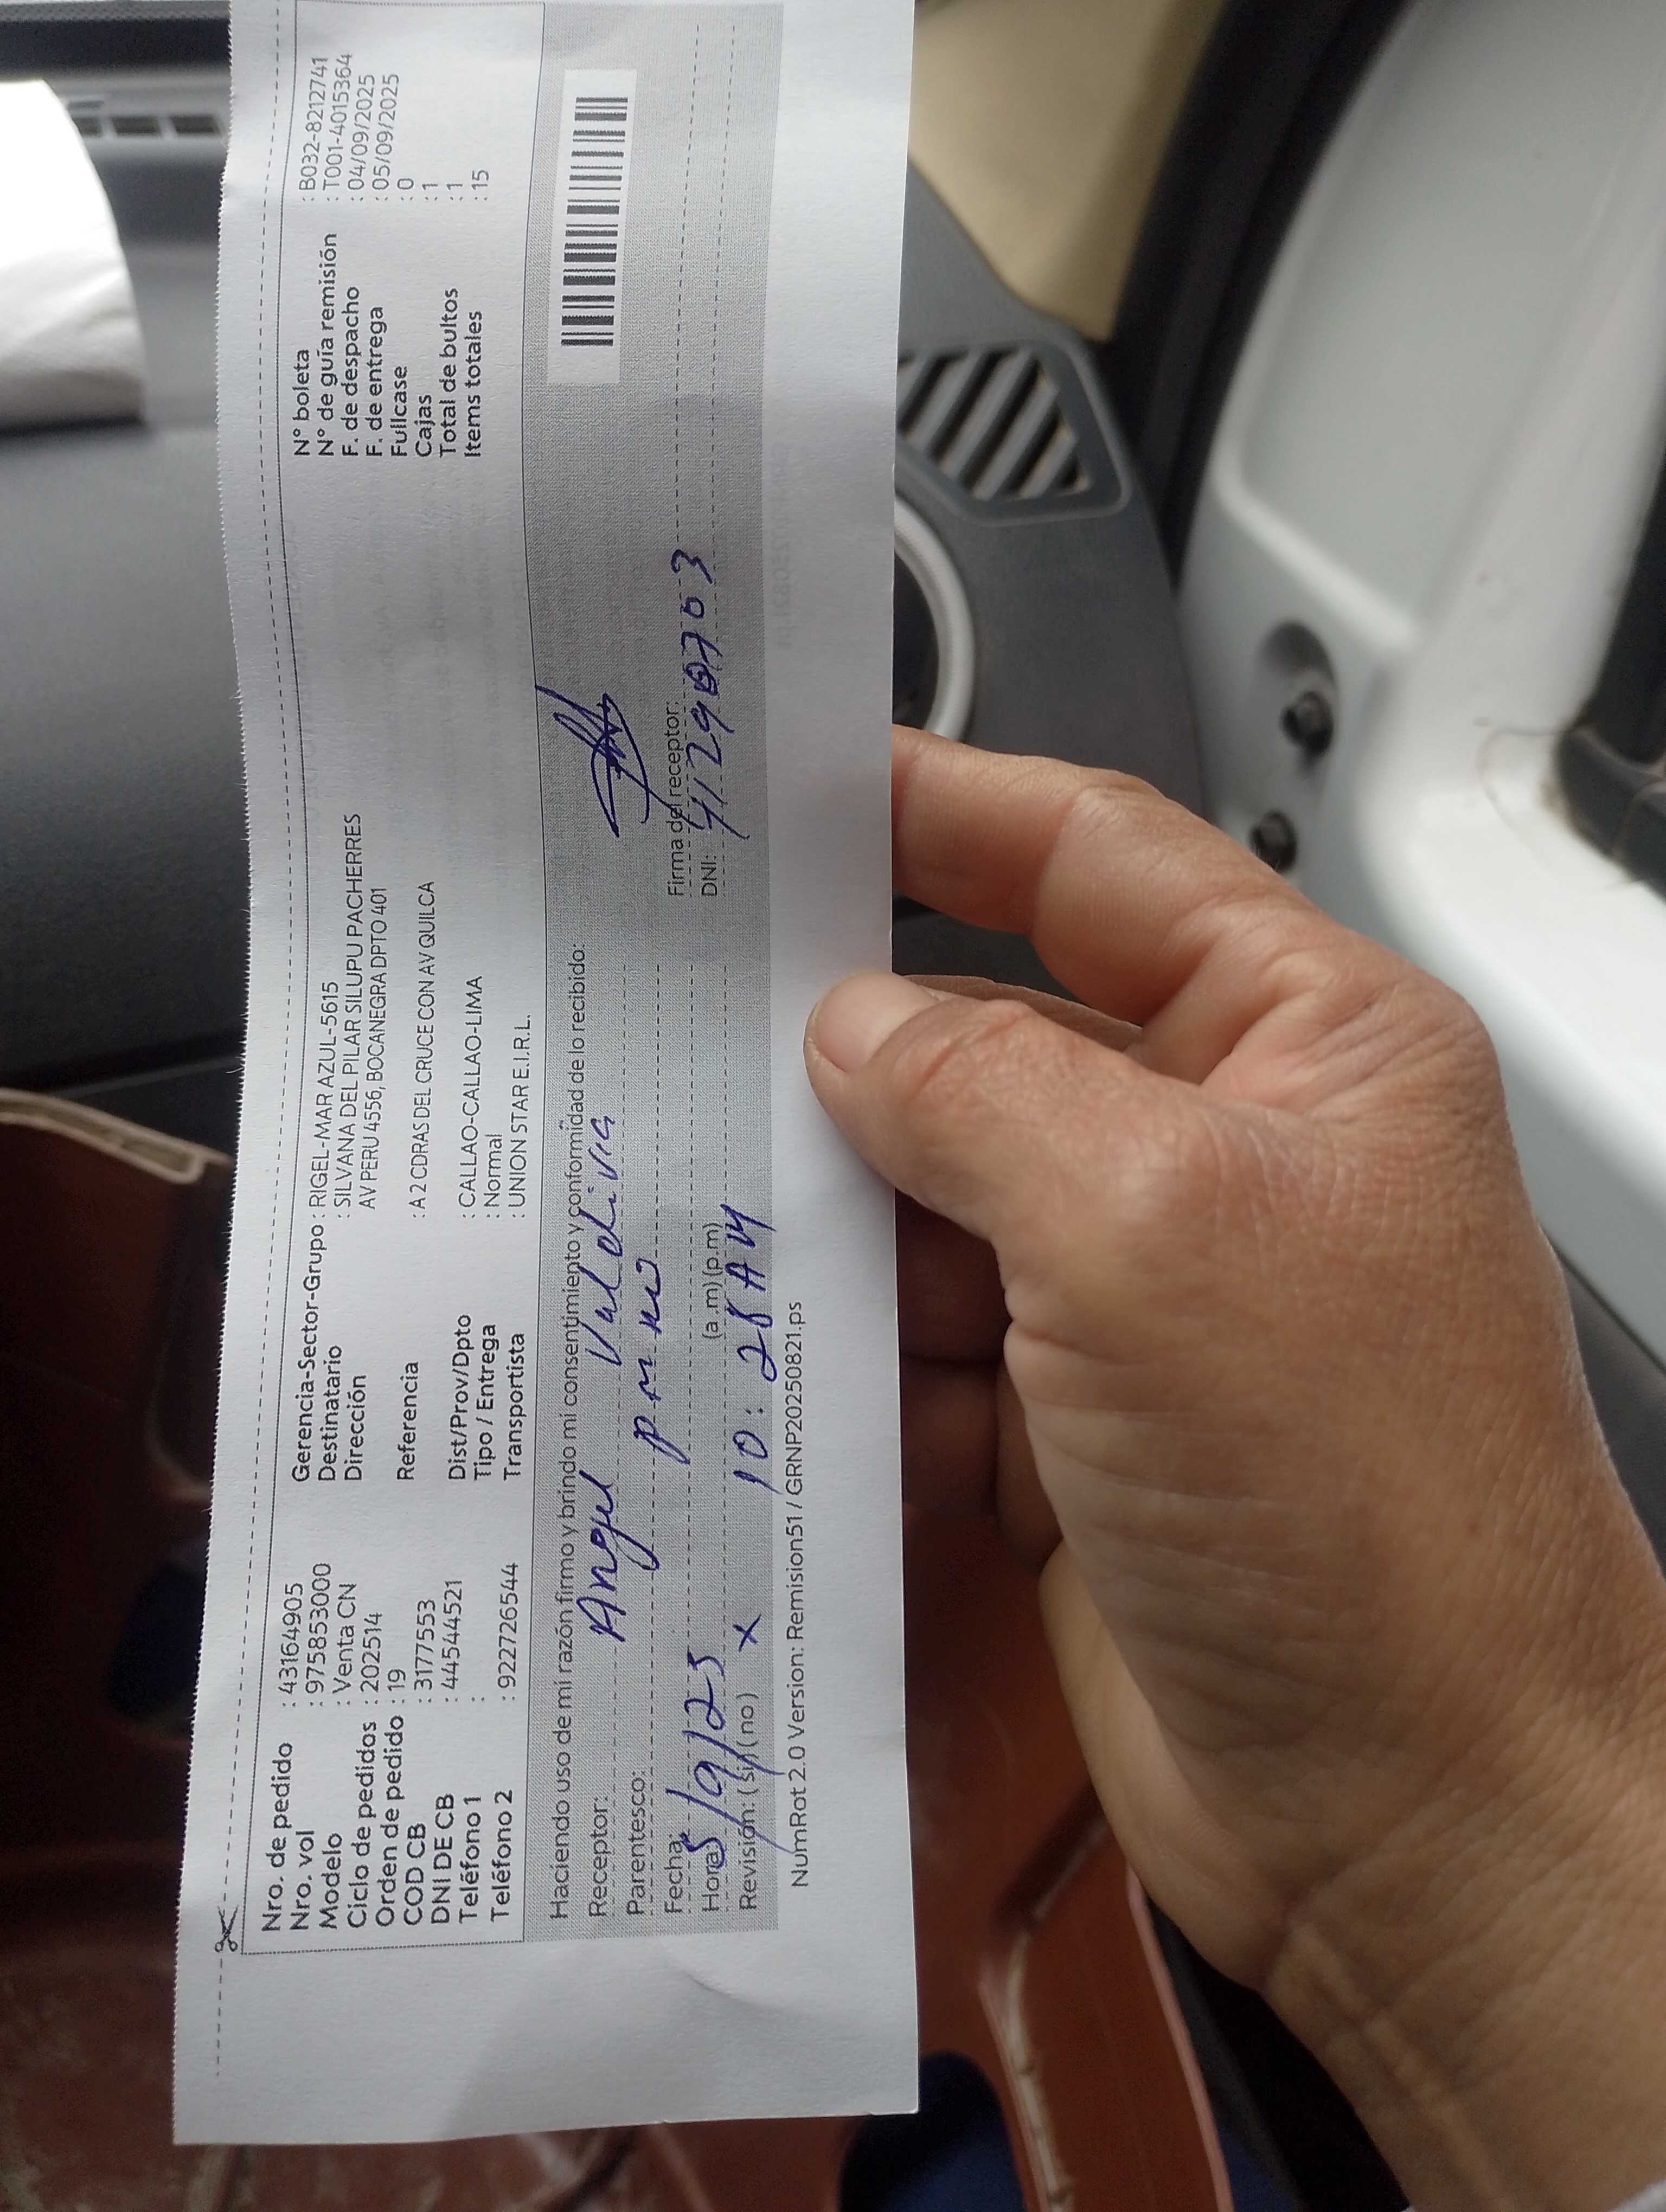 Nro. de pedido : 43164905
Nro. vol : 975853000
Modelo : Venta CN
Ciclo de pedidos : 202514
Orden de pedido : 19
COD CB : 3177553
DNI DE CB : 44544521
Teléfono 1 :
Teléfono 2 : 922726544
Gerencia-Sector-Grupo : RIGEL-MAR AZUL-5615
Destinatario : SILVANA DEL PILAR SILUPU PACHERRES
Dirección AV PERU 4556, BOCANEGRA DPTO 401
Referencia : A 2 CDRAS DEL CRUCE CON AV QUILCA
Dist/Prov/Dpto : CALLAO-CALLAO-LIMA
Tipo / Entrega : Normal
Transportista : UNION STAR E.I.R.L.
N° boleta : B032-8212741
N° de guía remisión : T001-4015364
F. de despacho : 04/09/2025
F. de entrega : 05/09/2025
Fullcase : 0
Cajas : 1
Total de bultos : 1
Items totales : 15
Haciendo uso de mi razón firmo y brindo mi consentimiento y conformidad de lo recibido:
Receptor: Angel Valdivia
Parentesco:
Fecha: 5/9/25
Hora: (a .m) (p.m)
Revisión: ( si ) ( no ) x 10:28 AM
Firma del receptor:
DNI:
NumRot 2.0 Version: Remision51 / GRNP20250821.ps